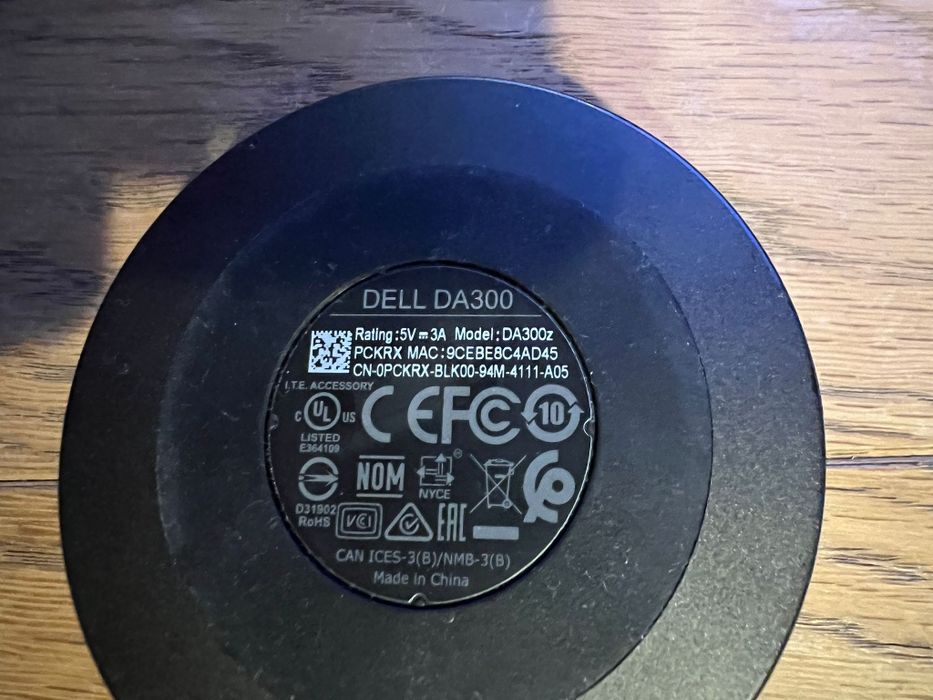 DELL DA300
Rating:5V⎓3A Model:DA300z
PCKRX MAC:9CEBE8C4AD45
CN-0PCKRX-BLK00-94M-4111-A05
I.T.E. ACCESSORY
C UL US CE FC 10
LISTED
E364109
NOM
NYCE
D31902
RoHS
VCI EAC
CAN ICES-3(B)/NMB-3(B)
Made in China